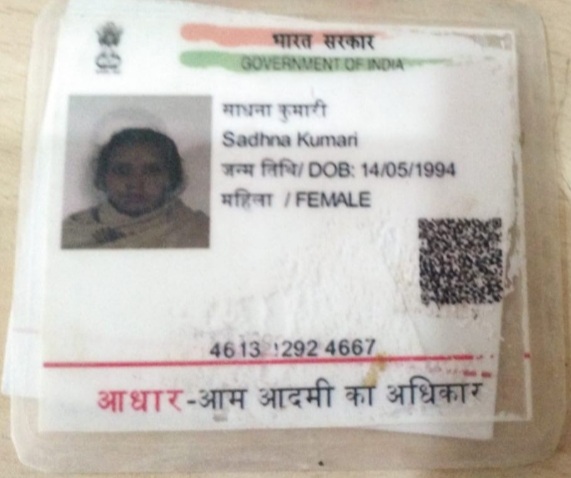 भारत सरकार
GOVERNMENT OF INDIA
साधना कुमारी
Sadhna Kumari
जन्म तिथि/ DOB: 14/05/1994
महिला / FEMALE
4613 292 4667
आधार-आम आदमी का अधिकार